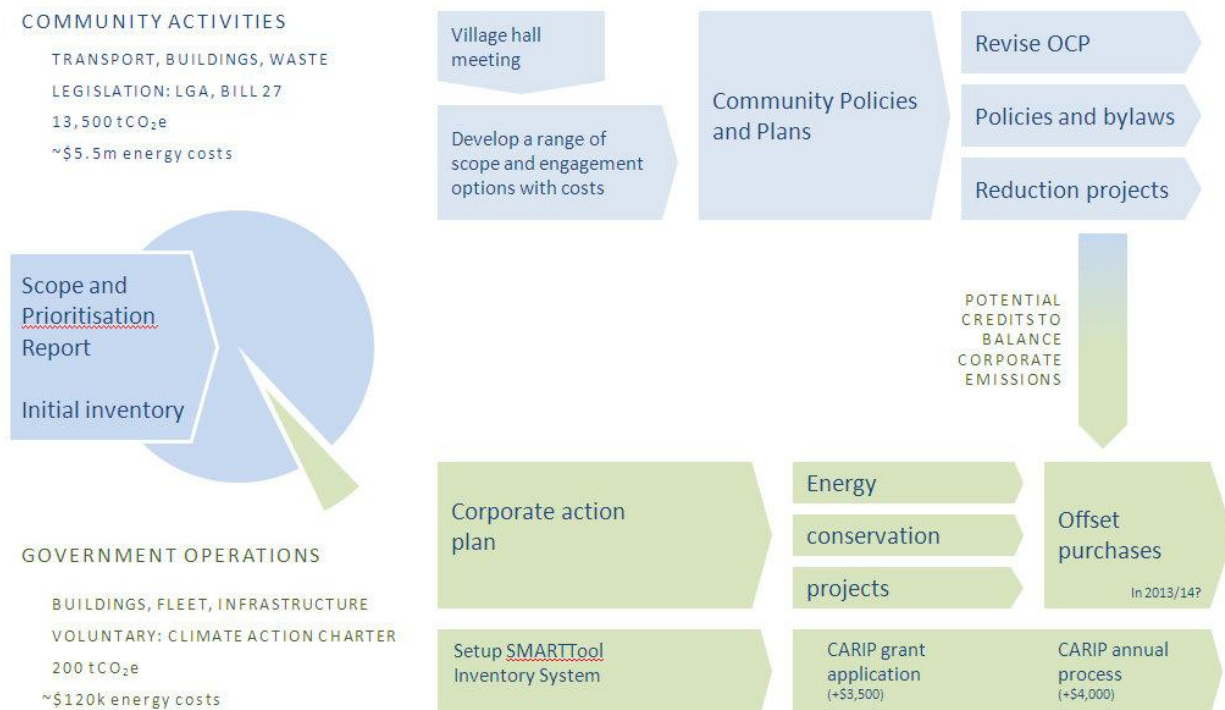 COMMUNITY ACTIVITIES
TRANSPORT, BUILDINGS, WASTE
LEGISLATION: LGA, BILL 27
13,500 tCO₂e
~$5.5m energy costs
Village hall
meeting
Develop a range of
scope and engagement
options with costs
Community Policies
and Plans
Revise OCP
Policies and bylaws
Reduction projects
Scope and
Prioritisation
Report
Initial inventory
POTENTIAL
CREDITS TO
BALANCE
CORPORATE
EMISSIONS
GOVERNMENT OPERATIONS
BUILDINGS, FLEET, INFRASTRUCTURE
VOLUNTARY: CLIMATE ACTION CHARTER
200 tCO₂e
~$120k energy costs
Corporate action
plan
Energy
conservation
projects
Offset
purchases
In 2013/14?
Setup SMARTTool
Inventory System
CARIP grant
application
(+$3,500)
CARIP annual
process
(+$4,000)